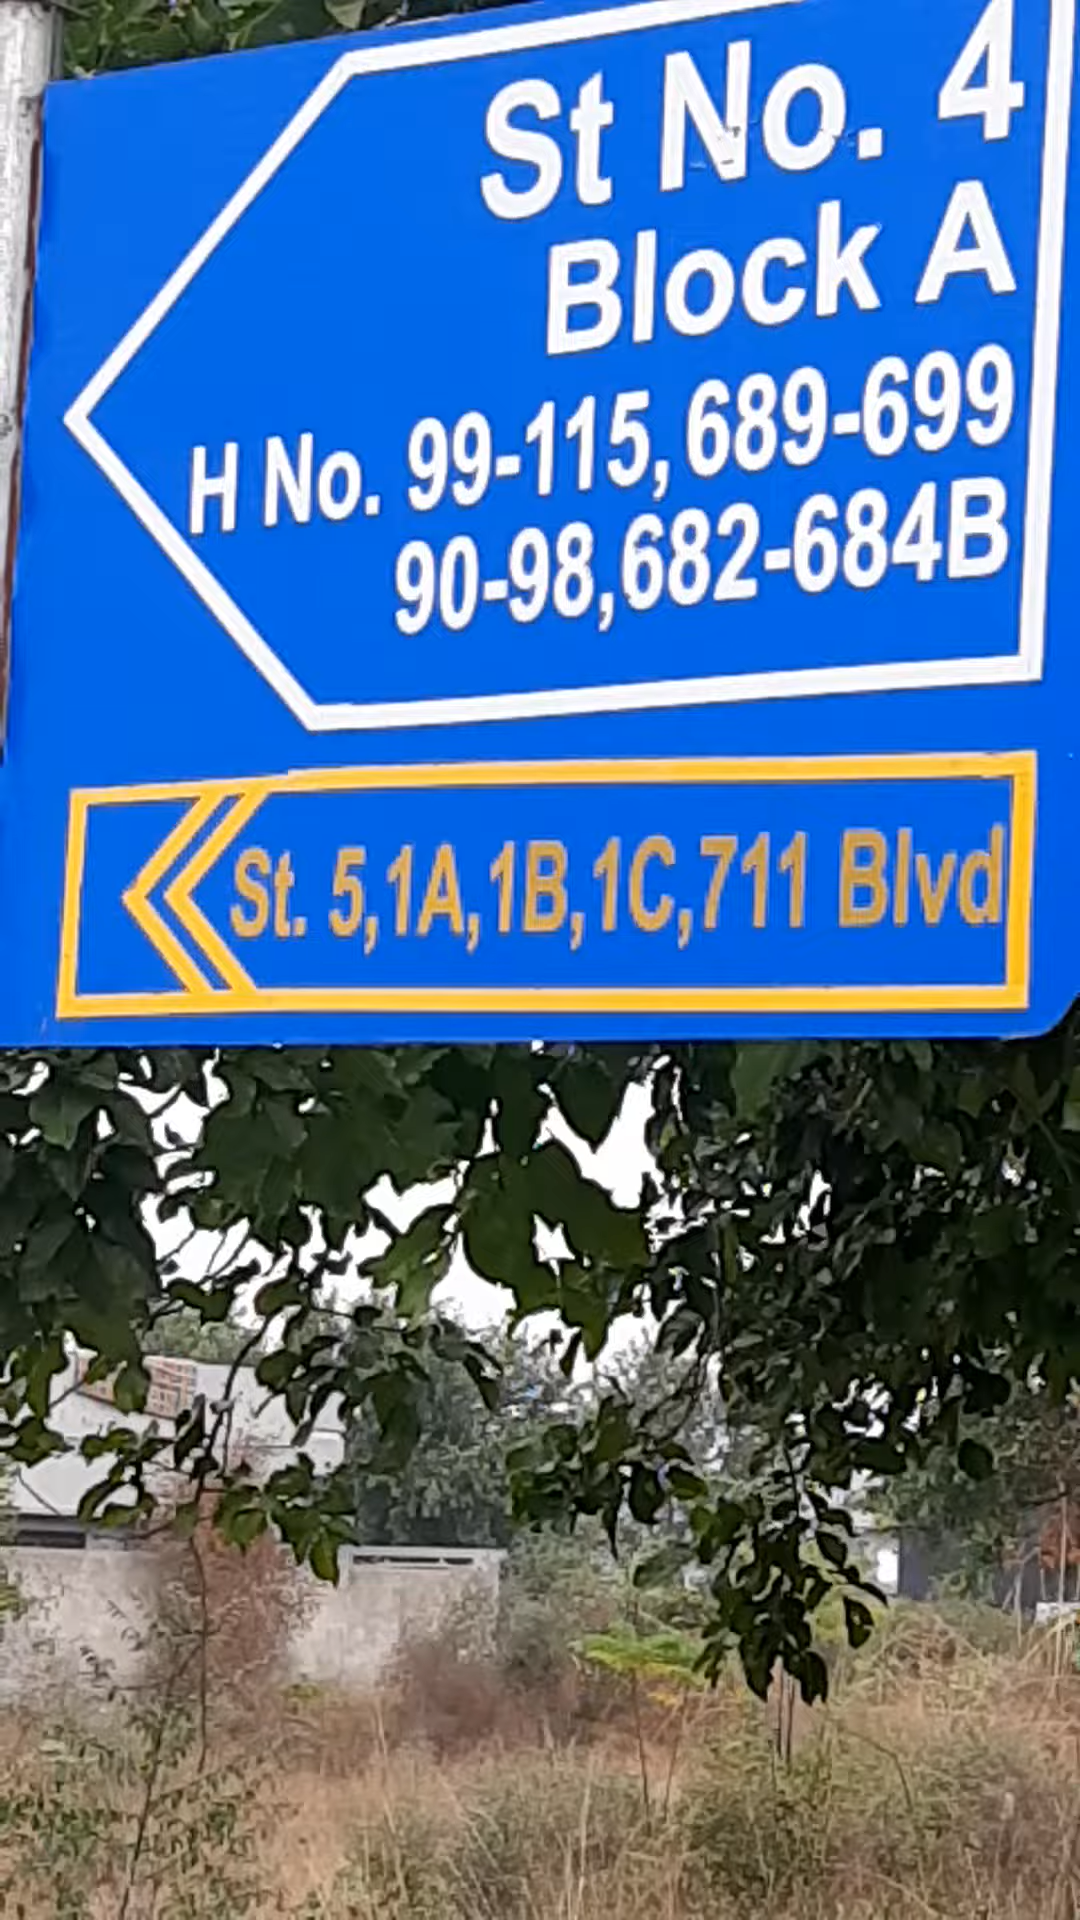 St No. 4
Block A
H No. 99-115, 689-699
90-98,682-684B
St. 5,1A,1B,1C,711 Blvd